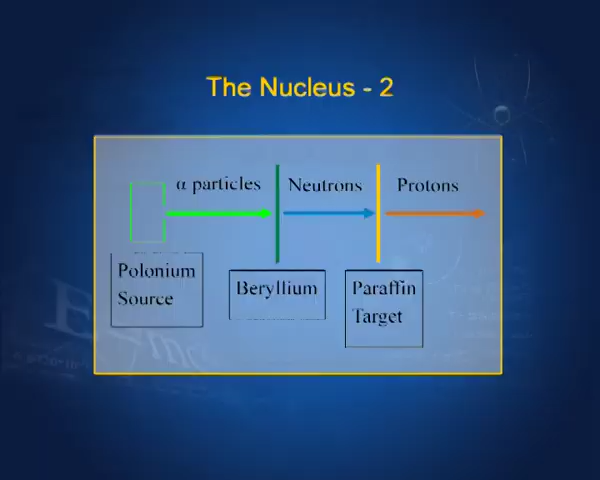 The Nucleus - 2
α particles
Neutrons
Protons
Polonium
Source
Beryllium
Paraffin
Target